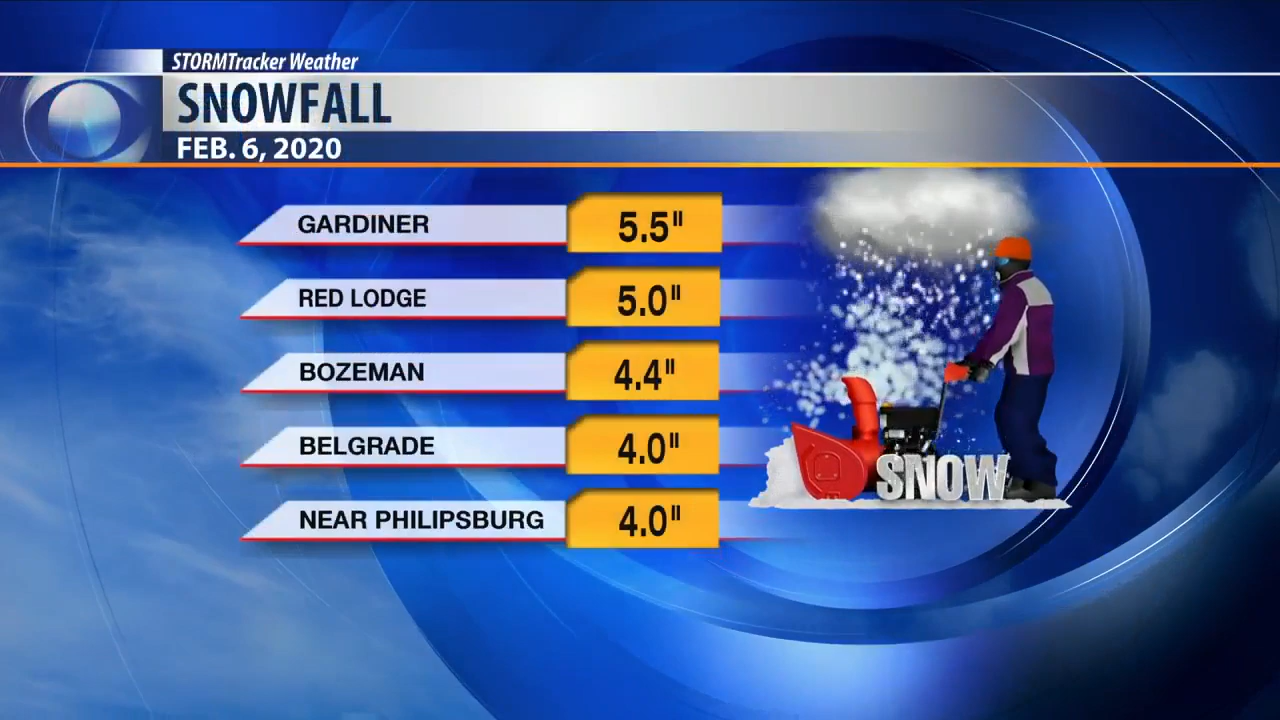 STORMTracker Weather
SNOWFALL
FEB. 6, 2020
GARDINER 5.5"
RED LODGE 5.0"
BOZEMAN 4.4"
BELGRADE 4.0"
NEAR PHILIPSBURG 4.0"
SNOW